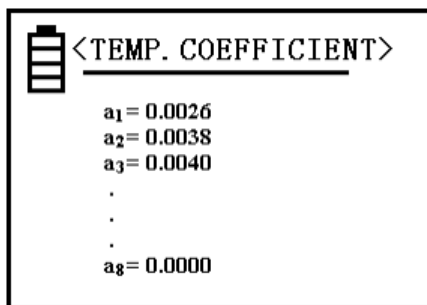 <TEMP. COEFFICIENT>
a₁= 0.0026
a₂= 0.0038
a₃= 0.0040
.
.
.
a₈= 0.0000